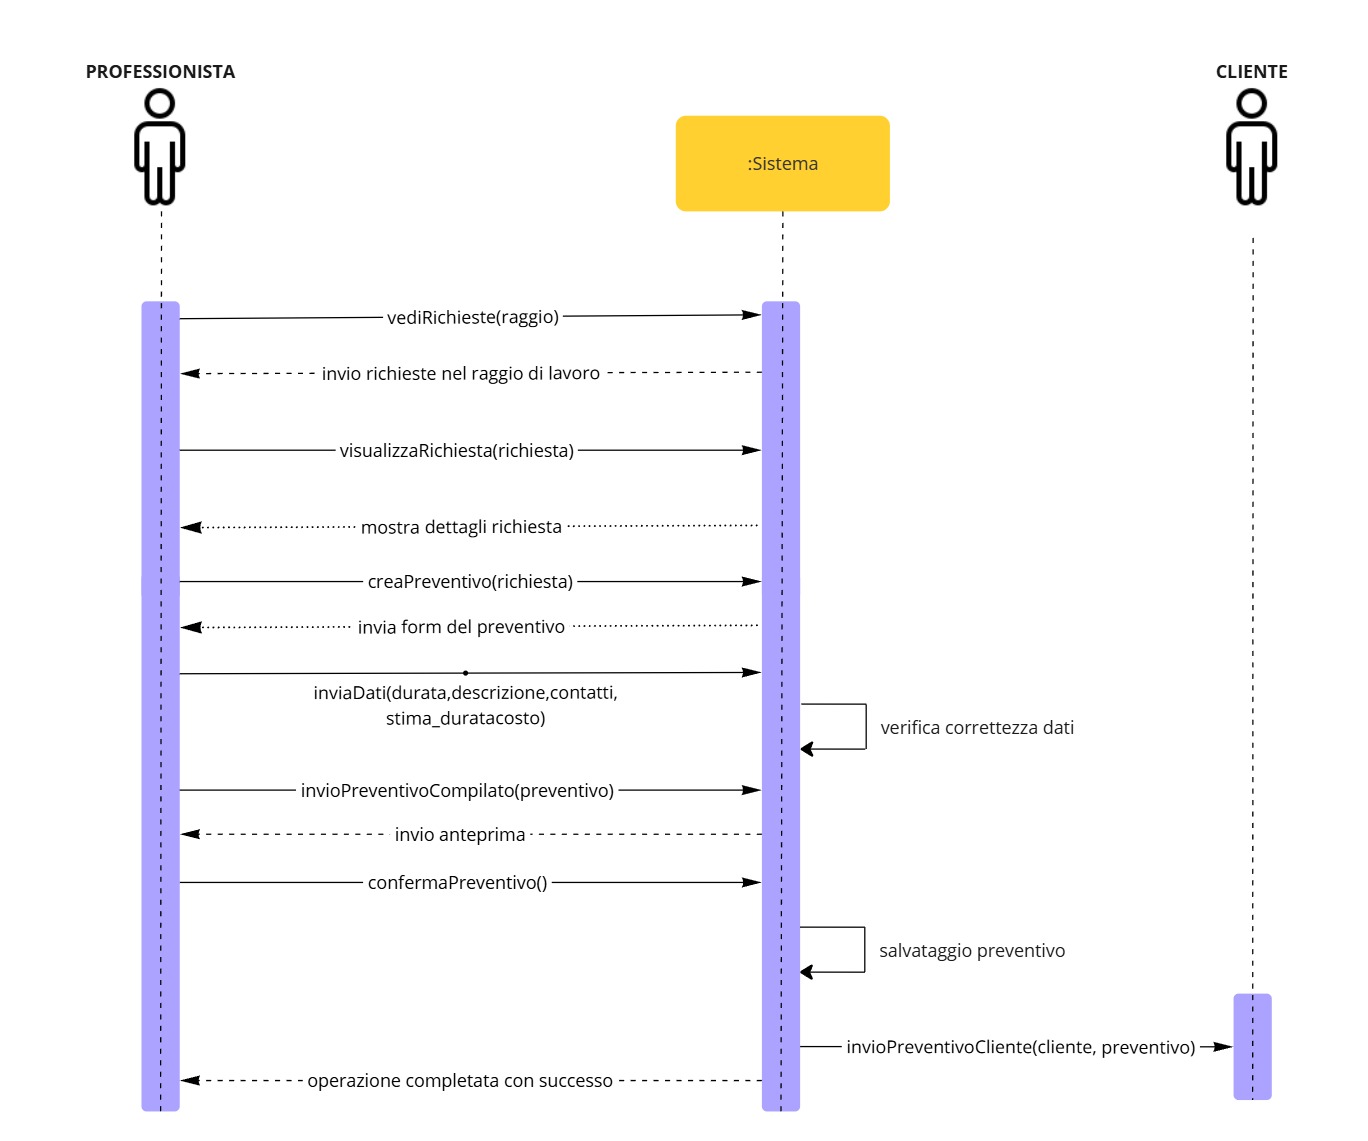 PROFESSIONISTA
CLIENTE
:Sistema
vediRichieste(raggio)
invio richieste nel raggio di lavoro
visualizzaRichiesta(richiesta)
mostra dettagli richiesta
creaPreventivo(richiesta)
invia form del preventivo
inviaDati(durata,descrizione,contatti,
stima_duratacosto)
verifica correttezza dati
invioPreventivoCompilato(preventivo)
invio anteprima
confermaPreventivo()
salvataggio preventivo
invioPreventivoCliente(cliente, preventivo)
operazione completata con successo